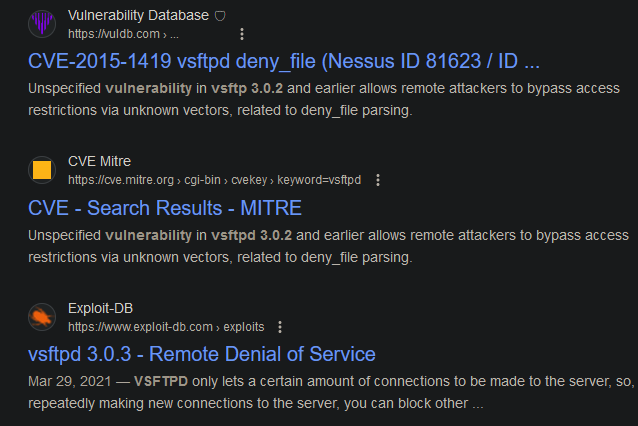 Vulnerability Database
https://vuldb.com › ...
CVE-2015-1419 vsftpd deny_file (Nessus ID 81623 / ID ...
Unspecified vulnerability in vsftp 3.0.2 and earlier allows remote attackers to bypass access
restrictions via unknown vectors, related to deny_file parsing.
CVE Mitre
https://cve.mitre.org › cgi-bin › cvekey › keyword=vsftpd
CVE - Search Results - MITRE
Unspecified vulnerability in vsftpd 3.0.2 and earlier allows remote attackers to bypass access
restrictions via unknown vectors, related to deny_file parsing.
Exploit-DB
https://www.exploit-db.com › exploits
vsftpd 3.0.3 - Remote Denial of Service
Mar 29, 2021 — VSFTPD only lets a certain amount of connections to be made to the server, so,
repeatedly making new connections to the server, you can block other ...